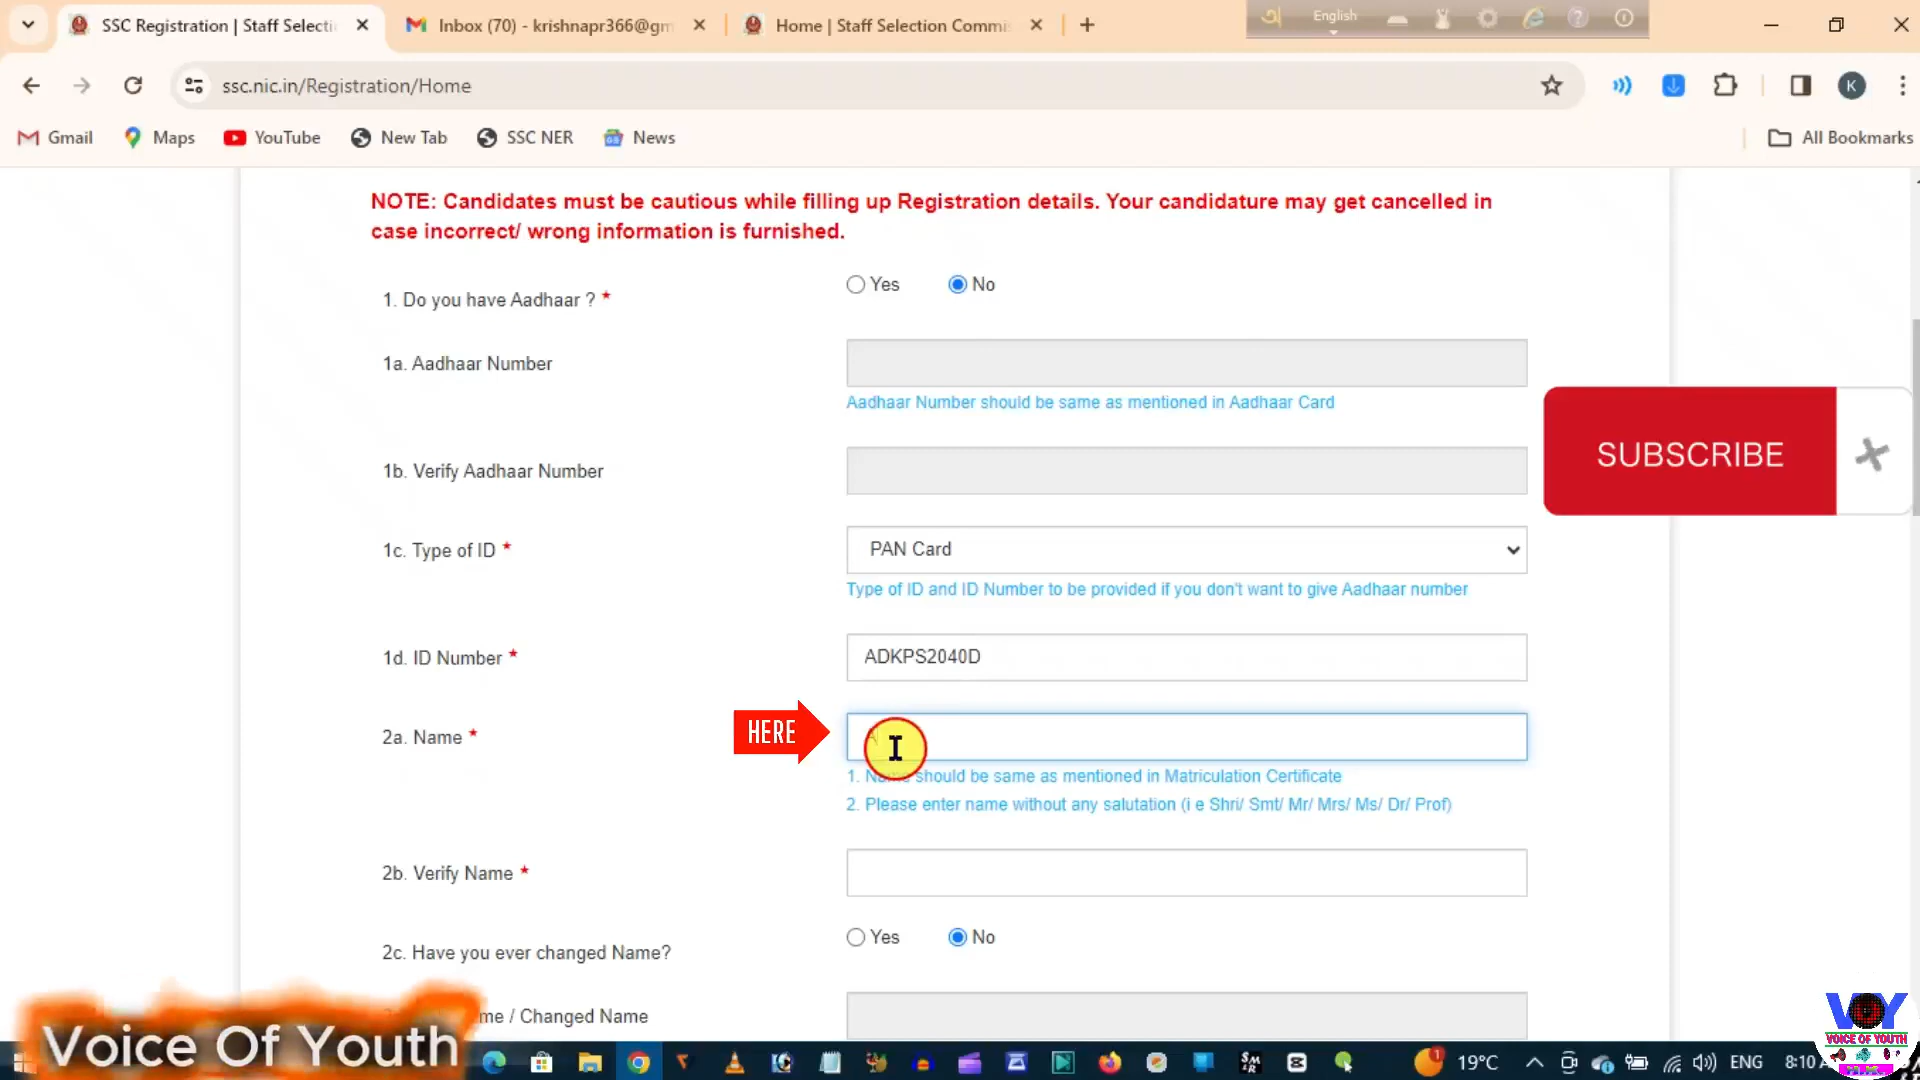 SSC Registration | Staff Selecti
Inbox (70) - krishnapr366@gm
Home | Staff Selection Commis
English
ssc.nic.in/Registration/Home
K
Gmail
Maps
YouTube
New Tab
SSC NER
News
All Bookmarks
NOTE: Candidates must be cautious while filling up Registration details. Your candidature may get cancelled in
case incorrect/ wrong information is furnished.
1. Do you have Aadhaar ? *
Yes
No
1a. Aadhaar Number
Aadhaar Number should be same as mentioned in Aadhaar Card
SUBSCRIBE
1b. Verify Aadhaar Number
1c. Type of ID *
PAN Card
Type of ID and ID Number to be provided if you don't want to give Aadhaar number
1d. ID Number *
ADKPS2040D
2a. Name *
HERE
1. Name should be same as mentioned in Matriculation Certificate
2. Please enter name without any salutation (i e Shri/ Smt/ Mr/ Mrs/ Ms/ Dr/ Prof)
2b. Verify Name *
2c. Have you ever changed Name?
Yes
No
me / Changed Name
Voice Of Youth
VOY
VOICE OF YOUTH
19°C
ENG
8:10